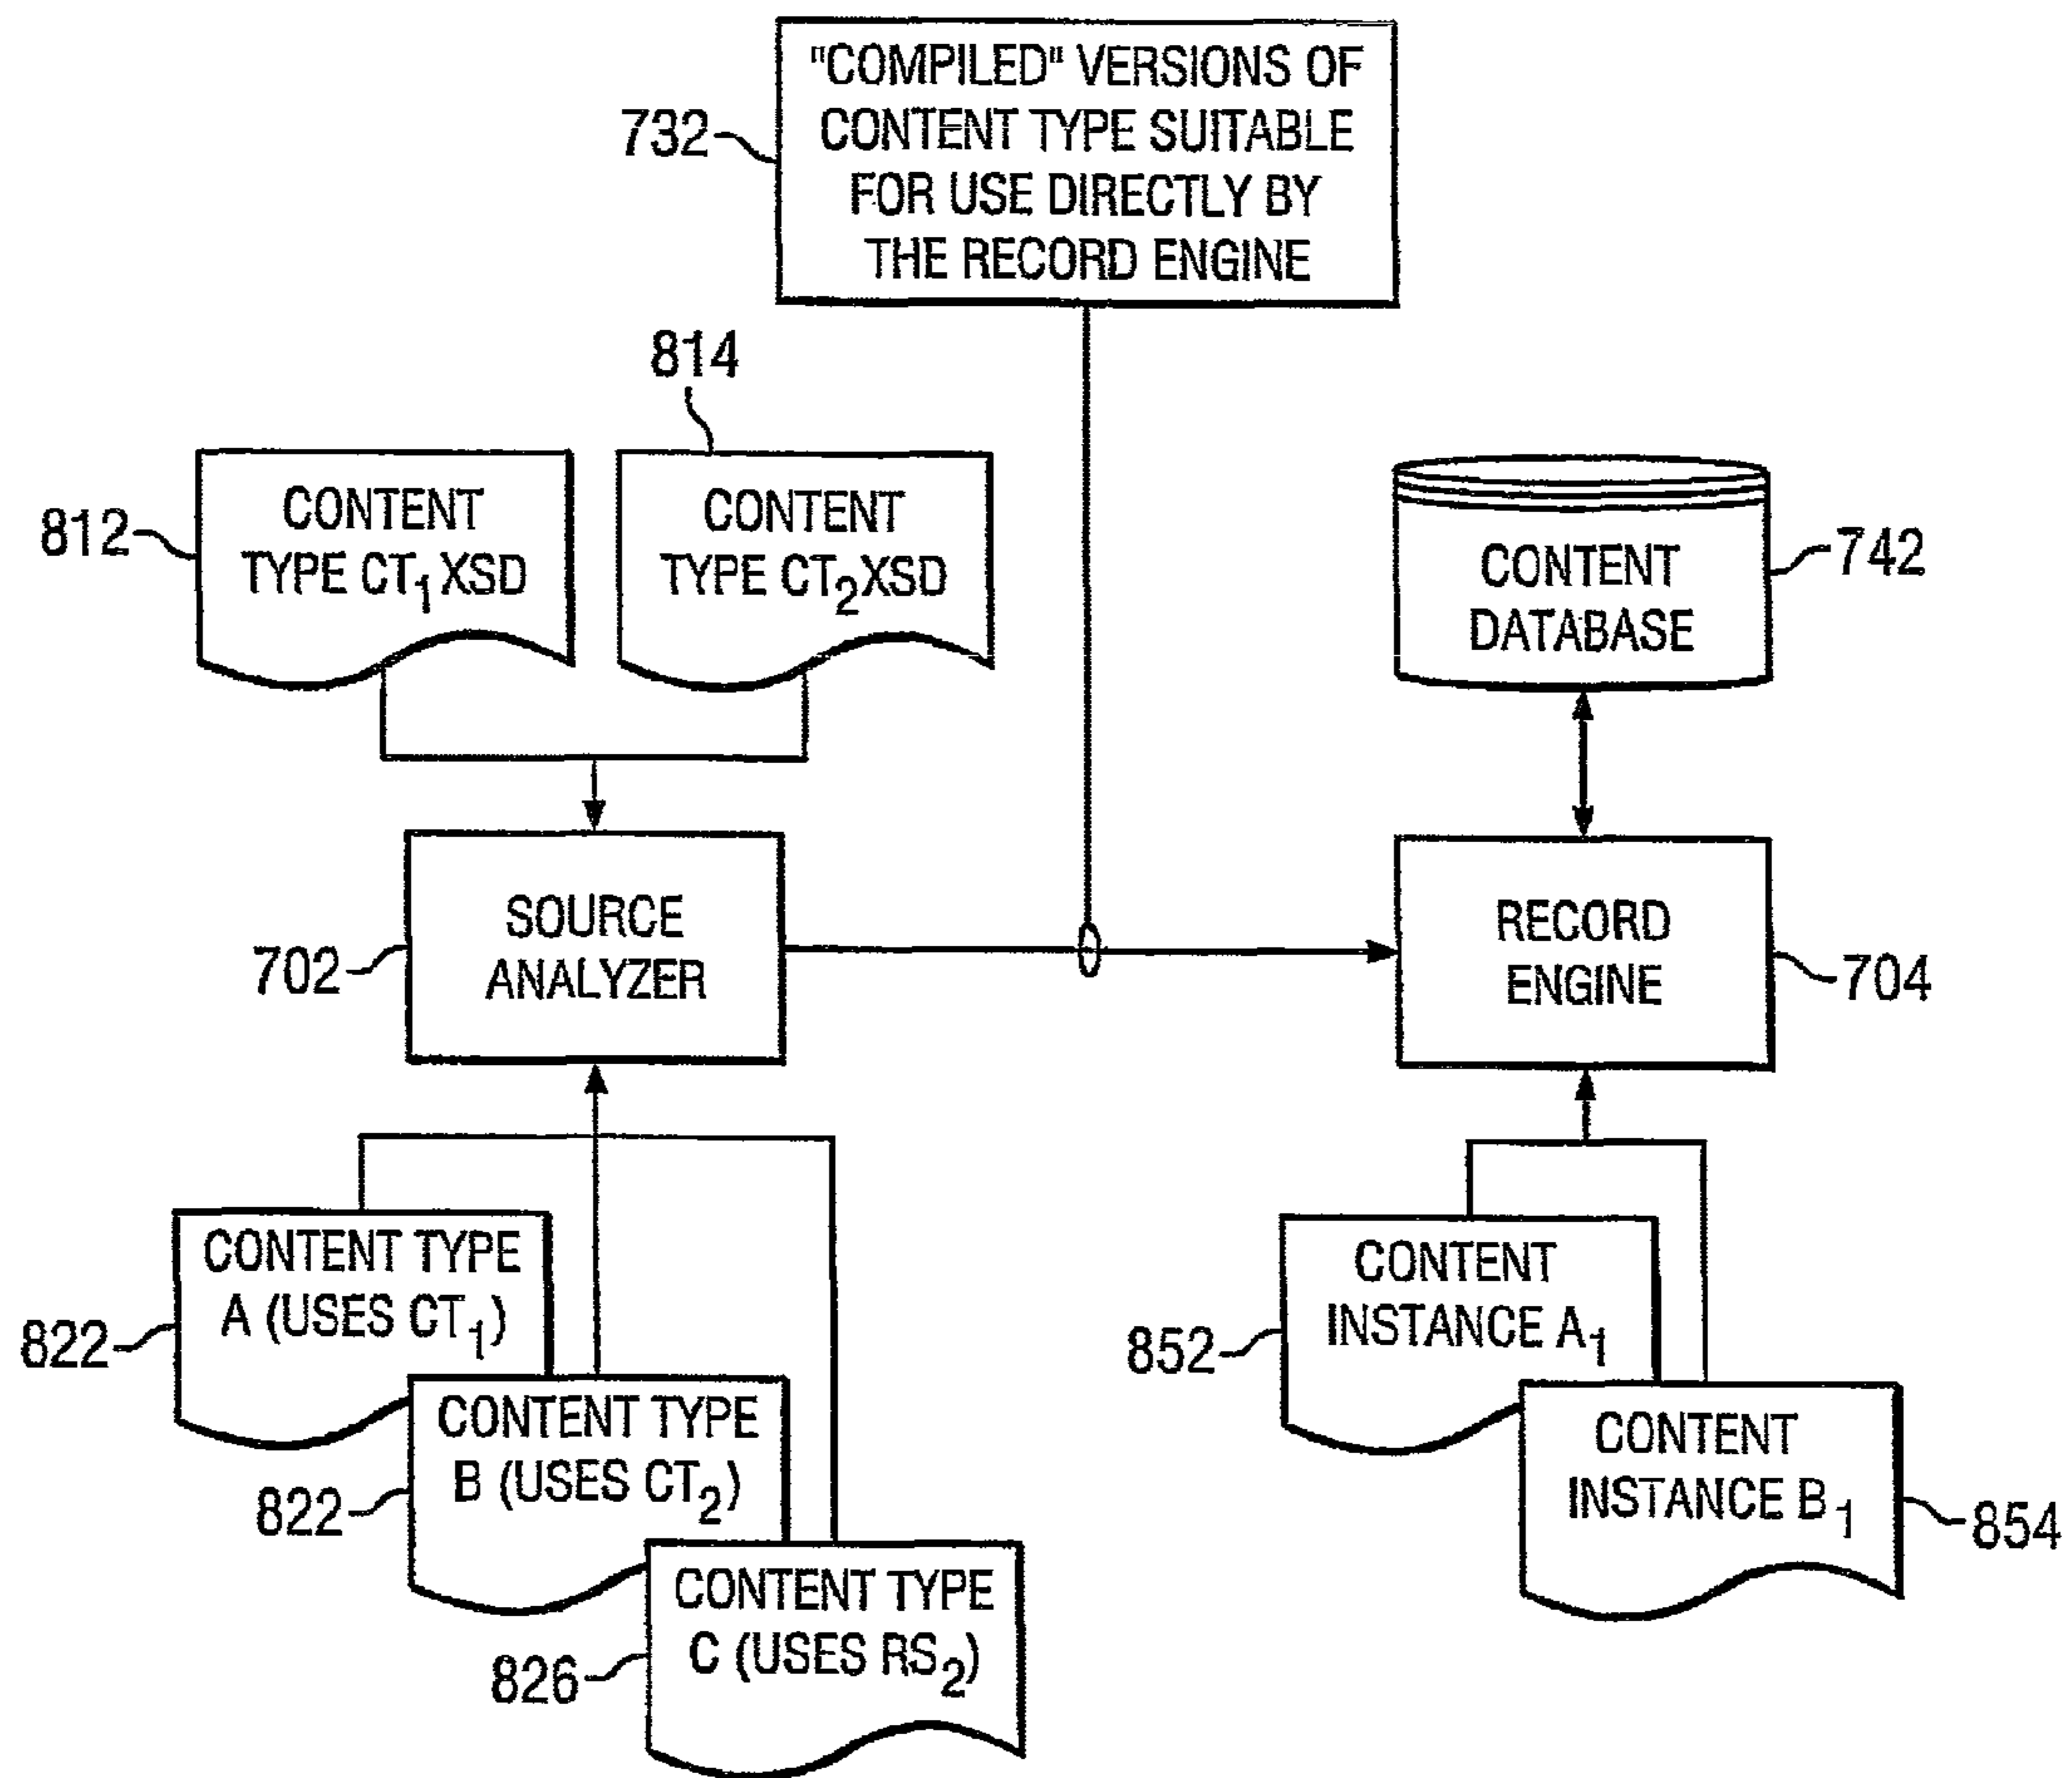 "COMPILED" VERSIONS OF
CONTENT TYPE SUITABLE
FOR USE DIRECTLY BY
THE RECORD ENGINE
732
814
812
CONTENT
TYPE CT1 XSD
CONTENT
TYPE CT2 XSD
CONTENT
DATABASE
742
702
SOURCE
ANALYZER
RECORD
ENGINE
704
822
CONTENT TYPE
A (USES CT1)
822
CONTENT TYPE
B (USES CT2)
826
CONTENT TYPE
C (USES RS2)
852
CONTENT
INSTANCE A1
CONTENT
INSTANCE B1
854